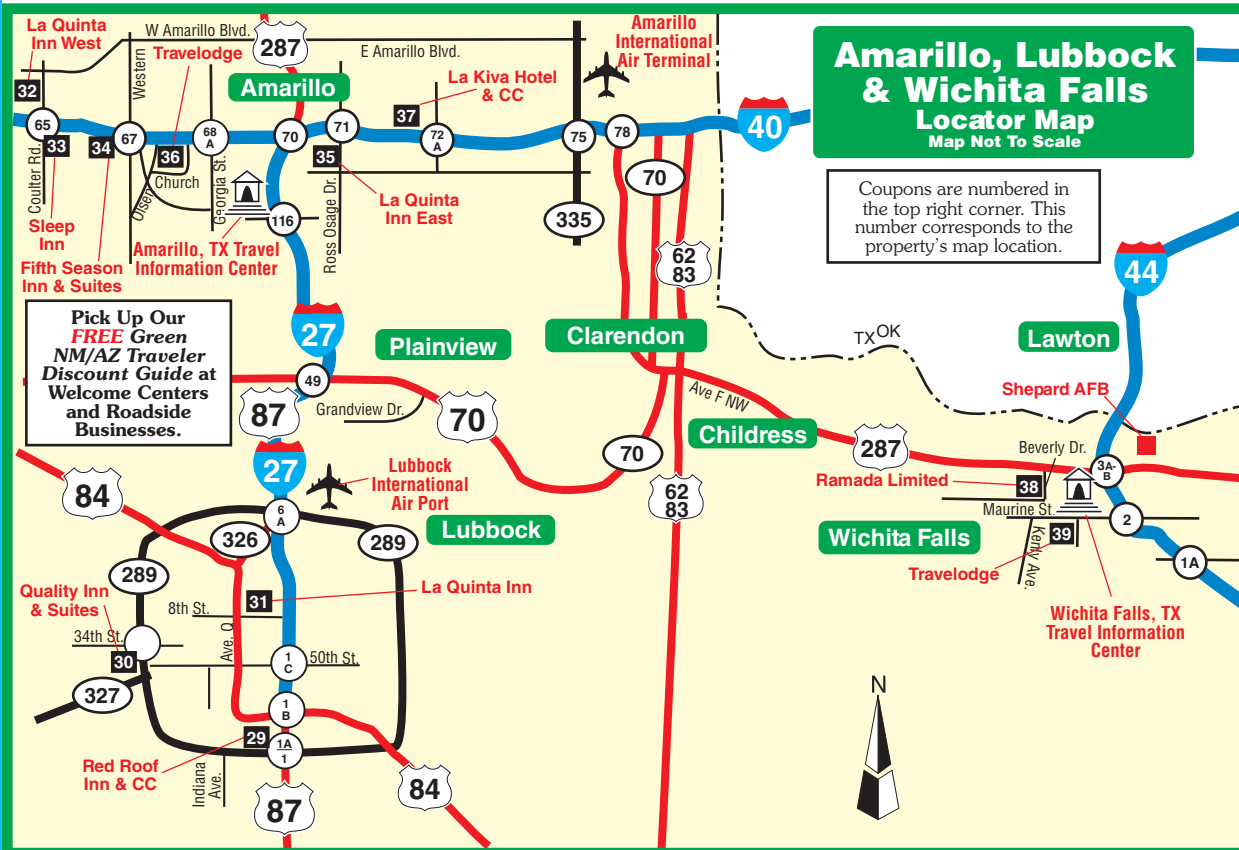 La Quinta
Inn West
W Amarillo Blvd.
Travelodge
Western
287
E Amarillo Blvd.
Amarillo
International
Air Terminal
Amarillo, Lubbock
& Wichita Falls
Locator Map
Map Not To Scale
Amarillo
La Kiva Hotel
& CC
32
37
65
67
68
A
70
71
72
A
75
78
40
33
34
36
35
Coulter Rd.
Olsen
Church
Georgia St.
Ross Osage Dr.
116
70
335
La Quinta
Inn East
Sleep
Inn
Fifth Season
Inn & Suites
Amarillo, TX Travel
Information Center
Coupons are numbered in
the top right corner. This
number corresponds to the
property's map location.
62
83
44
Pick Up Our
FREE Green
NM/AZ Traveler
Discount Guide at
Welcome Centers
and Roadside
Businesses.
27
Plainview
Clarendon
TX
OK
Lawton
49
87
Grandview Dr.
70
Ave F NW
Childress
287
Shepard AFB
Beverly Dr.
3A-
B
70
Ramada Limited
38
Maurine St.
2
1A
Wichita Falls
39
Kenly Ave.
Travelodge
Wichita Falls, TX
Travel Information
Center
62
83
84
27
Lubbock
International
Air Port
6
A
326
289
Lubbock
289
Quality Inn
& Suites
8th St.
31
La Quinta Inn
34th St.
Ave. Q
30
1
C
50th St.
327
1
B
29
1A
1
Red Roof
Inn & CC
Indiana
Ave.
87
84
N